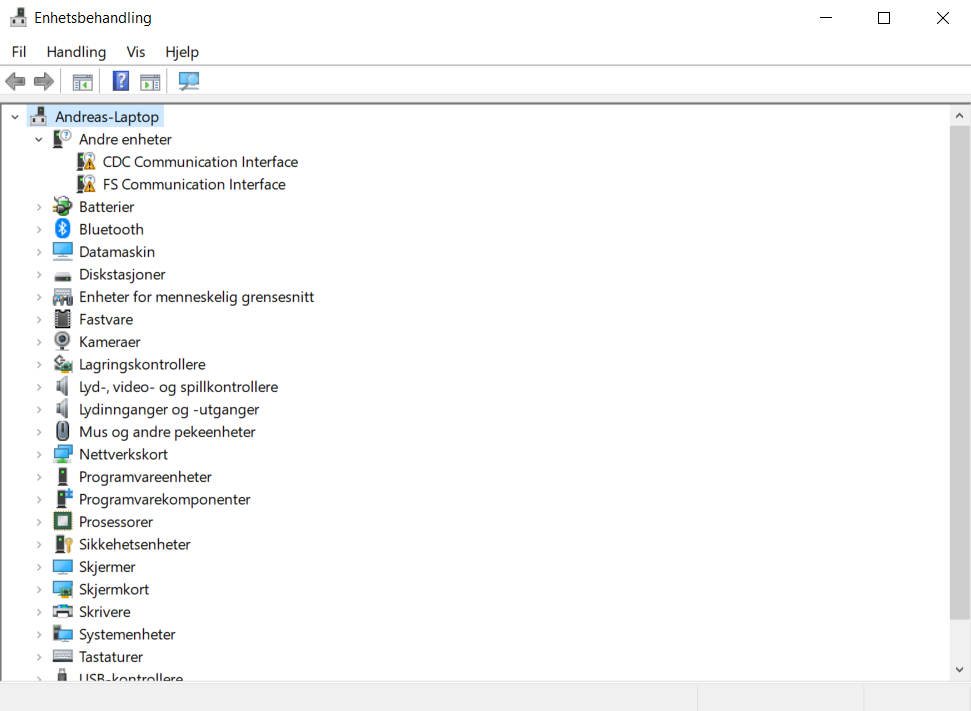 Enhetsbehandling
Fil Handling Vis Hjelp
Andreas-Laptop
Andre enheter
CDC Communication Interface
FS Communication Interface
Batterier
Bluetooth
Datamaskin
Diskstasjoner
Enheter for menneskelig grensesnitt
Fastvare
Kameraer
Lagringskontrollere
Lyd-, video- og spillkontrollere
Lydinnganger og -utganger
Mus og andre pekeenheter
Nettverkskort
Programvareenheter
Programvarekomponenter
Prosessorer
Sikkehetsenheter
Skjermer
Skjermkort
Skrivere
Systemenheter
Tastaturer
USB-kontrollere